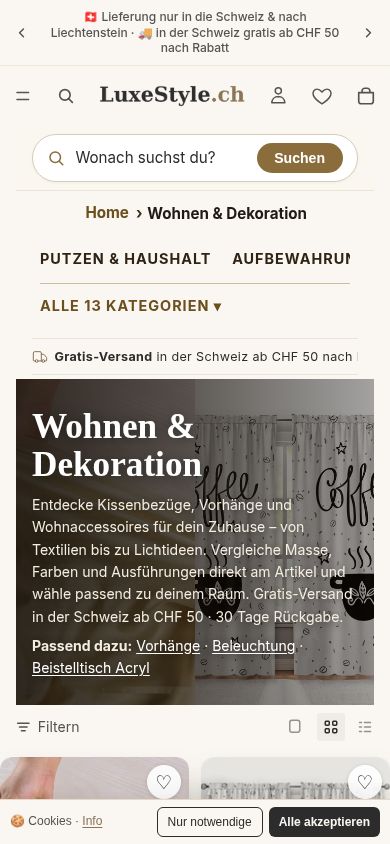 🇨🇭 Lieferung nur in die Schweiz & nach
Liechtenstein · 🚚 in der Schweiz gratis ab CHF 50
nach Rabatt
LuxeStyle.ch
Wonach suchst du?
Suchen
Home › Wohnen & Dekoration
PUTZEN & HAUSHALT AUFBEWAHRUN
ALLE 13 KATEGORIEN ▾
Gratis-Versand in der Schweiz ab CHF 50 nach
Wohnen &
Dekoration
Entdecke Kissenbezüge, Vorhänge und
Wohnaccessoires für dein Zuhause – von
Textilien bis zu Lichtideen. Vergleiche Masse,
Farben und Ausführungen direkt am Artikel und
wähle passend zu deinem Raum. Gratis-Versand
in der Schweiz ab CHF 50 · 30 Tage Rückgabe.
Passend dazu: Vorhänge · Beleuchtung ·
Beistelltisch Acryl
coffee
Filtern
🍪 Cookies · Info
Nur notwendige
Alle akzeptieren